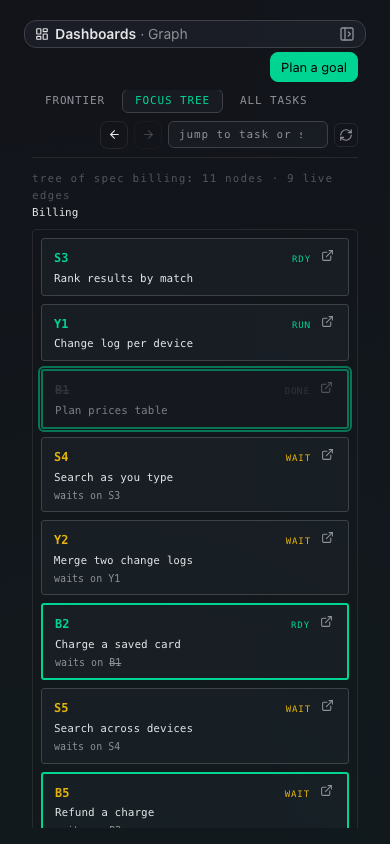 Dashboards · Graph
Plan a goal
FRONTIER FOCUS TREE ALL TASKS
jump to task or s
tree of spec billing: 11 nodes · 9 live
edges
Billing
S3 RDY
Rank results by match
Y1 RUN
Change log per device
B1 DONE
Plan prices table
S4 WAIT
Search as you type
waits on S3
Y2 WAIT
Merge two change logs
waits on Y1
B2 RDY
Charge a saved card
waits on B1
S5 WAIT
Search across devices
waits on S4
B5 WAIT
Refund a charge